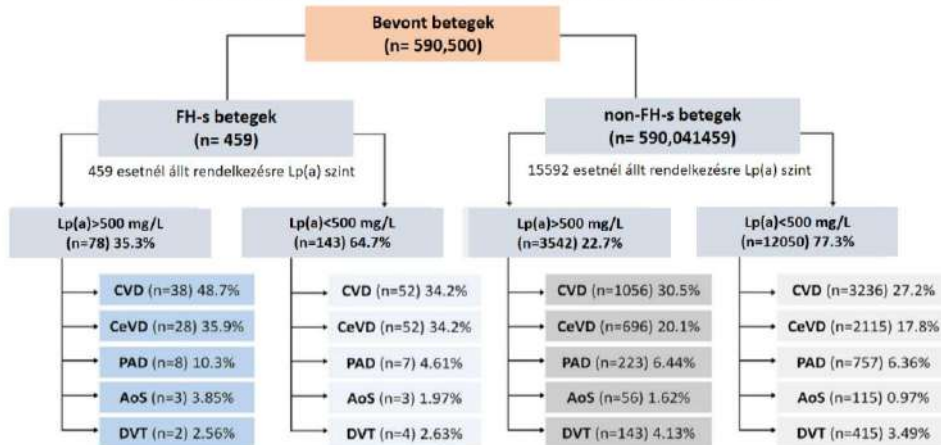 Bevont betegek
(n= 590,500)
FH-s betegek
(n= 459)
non-FH-s betegek
(n= 590,041459)
459 esetnél állt rendelkezésre Lp(a) szint
15592 esetnél állt rendelkezésre Lp(a) szint
Lp(a)>500 mg/L
(n=78) 35.3%
Lp(a)<500 mg/L
(n=143) 64.7%
Lp(a)>500 mg/L
(n=3542) 22.7%
Lp(a)<500 mg/L
(n=12050) 77.3%
CVD (n=38) 48.7%
CeVD (n=28) 35.9%
PAD (n=8) 10.3%
AoS (n=3) 3.85%
DVT (n=2) 2.56%
CVD (n=52) 34.2%
CeVD (n=52) 34.2%
PAD (n=7) 4.61%
AoS (n=3) 1.97%
DVT (n=4) 2.63%
CVD (n=1056) 30.5%
CeVD (n=696) 20.1%
PAD (n=223) 6.44%
AoS (n=56) 1.62%
DVT (n=143) 4.13%
CVD (n=3236) 27.2%
CeVD (n=2115) 17.8%
PAD (n=757) 6.36%
AoS (n=115) 0.97%
DVT (n=415) 3.49%